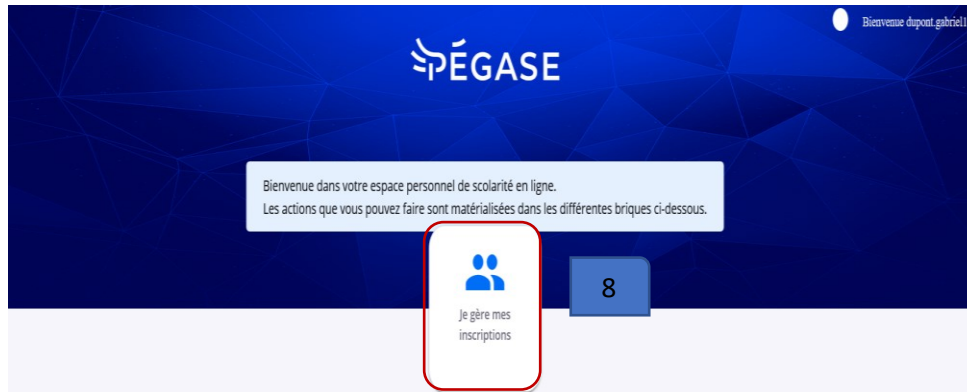 Bienvenue dupont.gabriel1
PÉGASE
Bienvenue dans votre espace personnel de scolarité en ligne.
Les actions que vous pouvez faire sont matérialisées dans les différentes briques ci-dessous.
8
Je gère mes
inscriptions